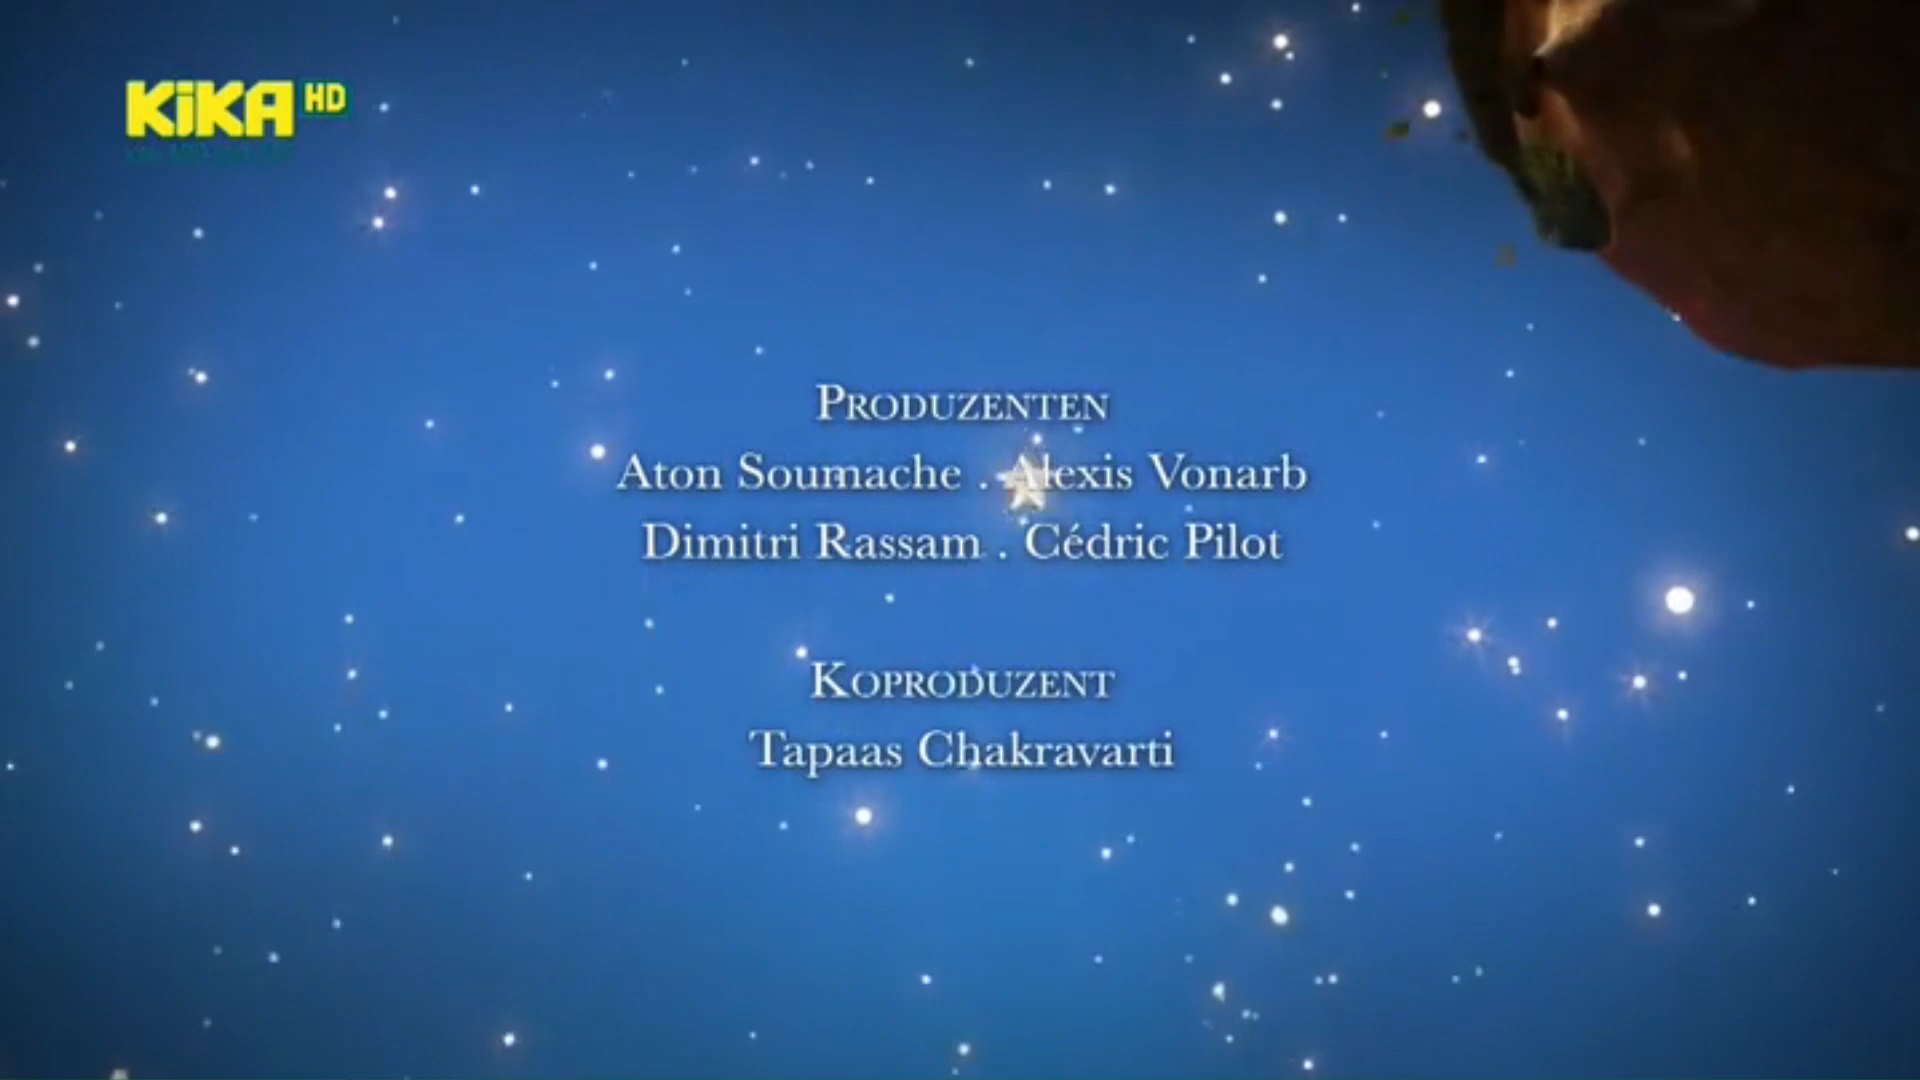 KiKA HD
PRODUZENTEN
Aton Soumache . Alexis Vonarb
Dimitri Rassam . Cédric Pilot
KOPRODUZENT
Tapaas Chakravarti